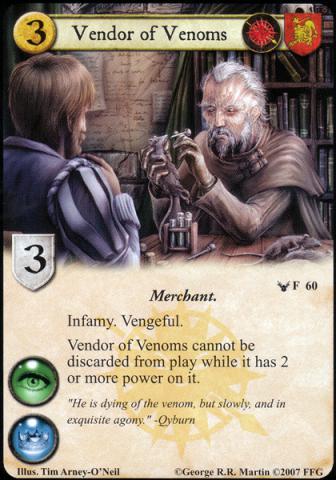 3 Vendor of Venoms
3
F 60
Merchant.
Infamy. Vengeful.
Vendor of Venoms cannot be
discarded from play while it has 2
or more power on it.
"He is dying of the venom, but slowly, and in
exquisite agony." -Qyburn
Illus. Tim Arney-O'Neil ©George R.R. Martin ©2007 FFG